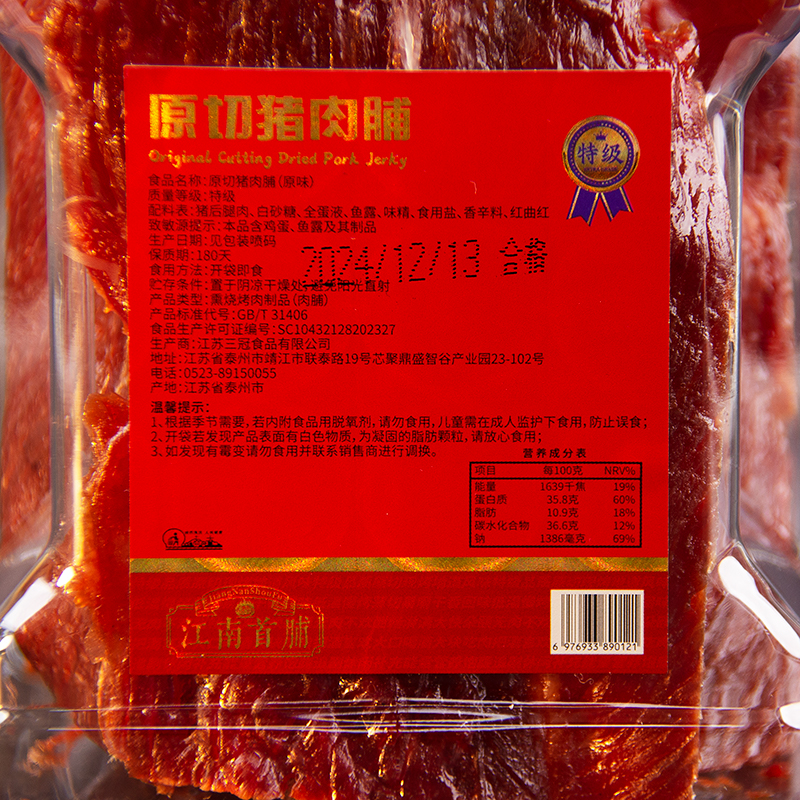 原切猪肉脯
Original Cutting Dried Pork Jerky
特级
食品名称:原切猪肉脯(原味)
质量等级:特级
配料表:猪后腿肉、白砂糖、全蛋液、鱼露、味精、食用盐、香辛料、红曲红
致敏源提示:本品含鸡蛋、鱼露及其制品
生产日期:见包装喷码
保质期:180天
2024/12/13 合格
食用方法:开袋即食
贮存条件:置于阴凉干燥处,避免阳光直射
产品类型:熏烧烤肉制品(肉脯)
产品标准代号:GB/T 31406
食品生产许可证编号:SC10432128202327
生产商:江苏三冠食品有限公司
地址:江苏省泰州市靖江市联泰路19号芯聚鼎盛智谷产业园23-102号
电话:0523-89150055
产地:江苏省泰州市
温馨提示:
1、根据季节需要,若内附食品用脱氧剂,请勿食用,儿童需在成人监护下食用,防止误食;
2、开袋若发现产品表面有白色物质,为凝固的脂肪颗粒,请放心食用;
3、如发现有霉变请勿食用并联系销售商进行调换。
营养成分表
项目 每100克 NRV%
能量 1639千焦 19%
蛋白质 35.8克 60%
脂肪 10.9克 18%
碳水化合物 36.6克 12%
钠 1386毫克 69%
JiangNanShouFu
江南首脯
6 976933 890121